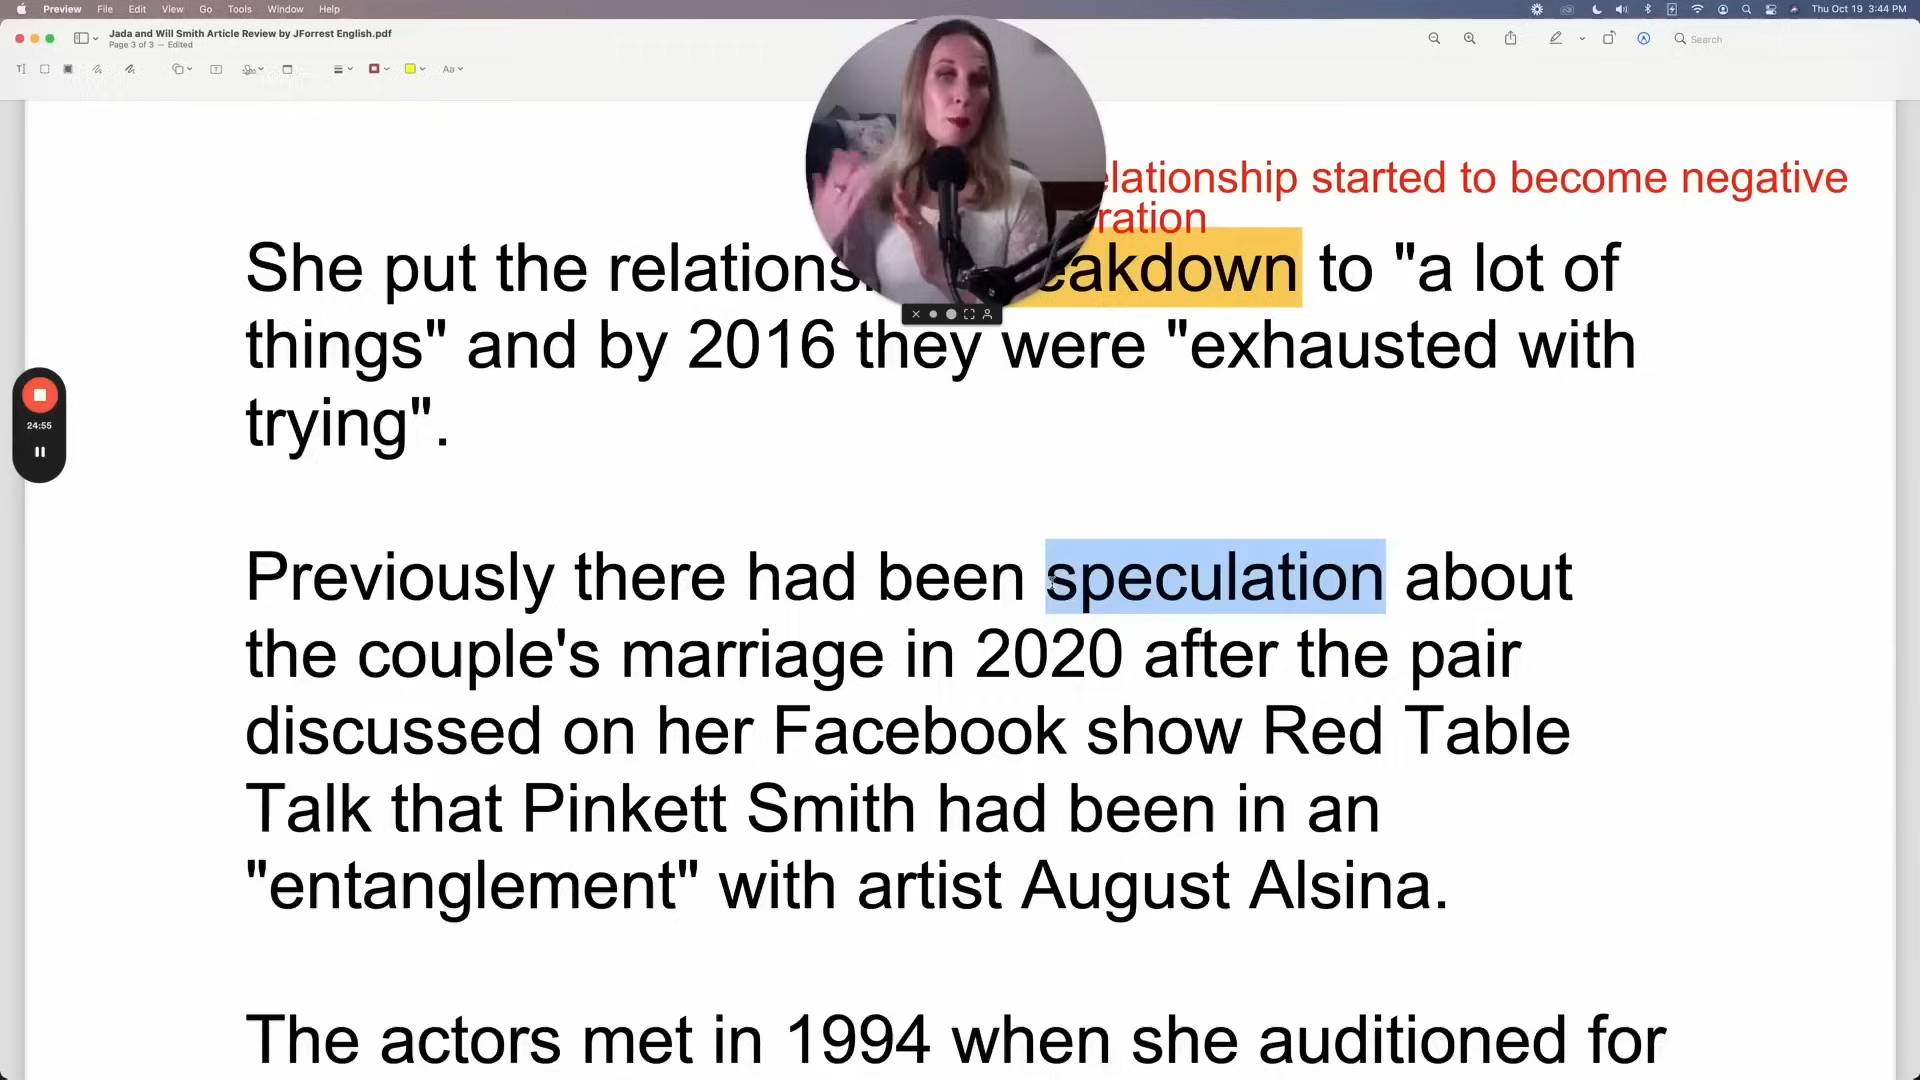 Preview File Edit View Go Tools Window Help Thu Oct 19 3:44 PM
Jada and Will Smith Article Review by JForrest English.pdf
Page 3 of 3 — Edited
Search
Aa
elationship started to become negative
ration
She put the relations eakdown to "a lot of
things" and by 2016 they were "exhausted with
trying".
24:55
Previously there had been speculation about
the couple's marriage in 2020 after the pair
discussed on her Facebook show Red Table
Talk that Pinkett Smith had been in an
"entanglement" with artist August Alsina.
The actors met in 1994 when she auditioned for